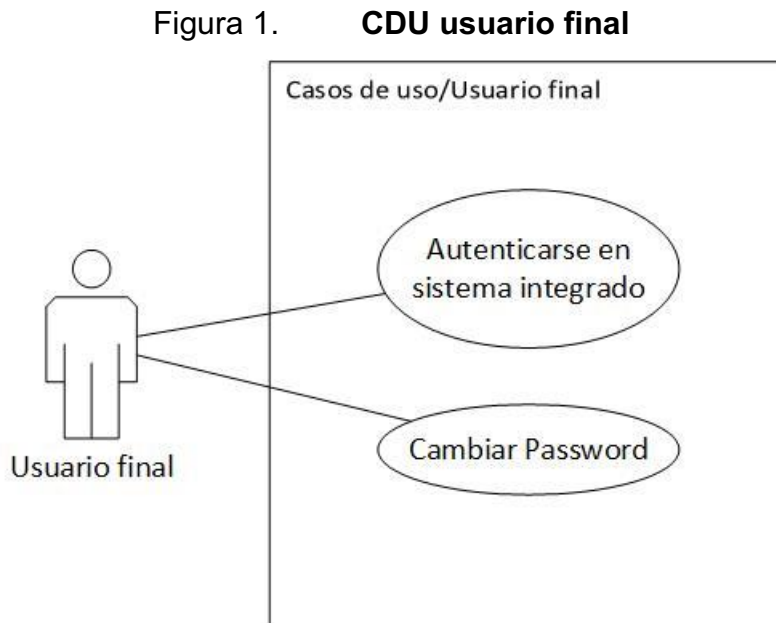 Figura 1. CDU usuario final
Casos de uso/Usuario final
Autenticarse en
sistema integrado
Cambiar Password
Usuario final